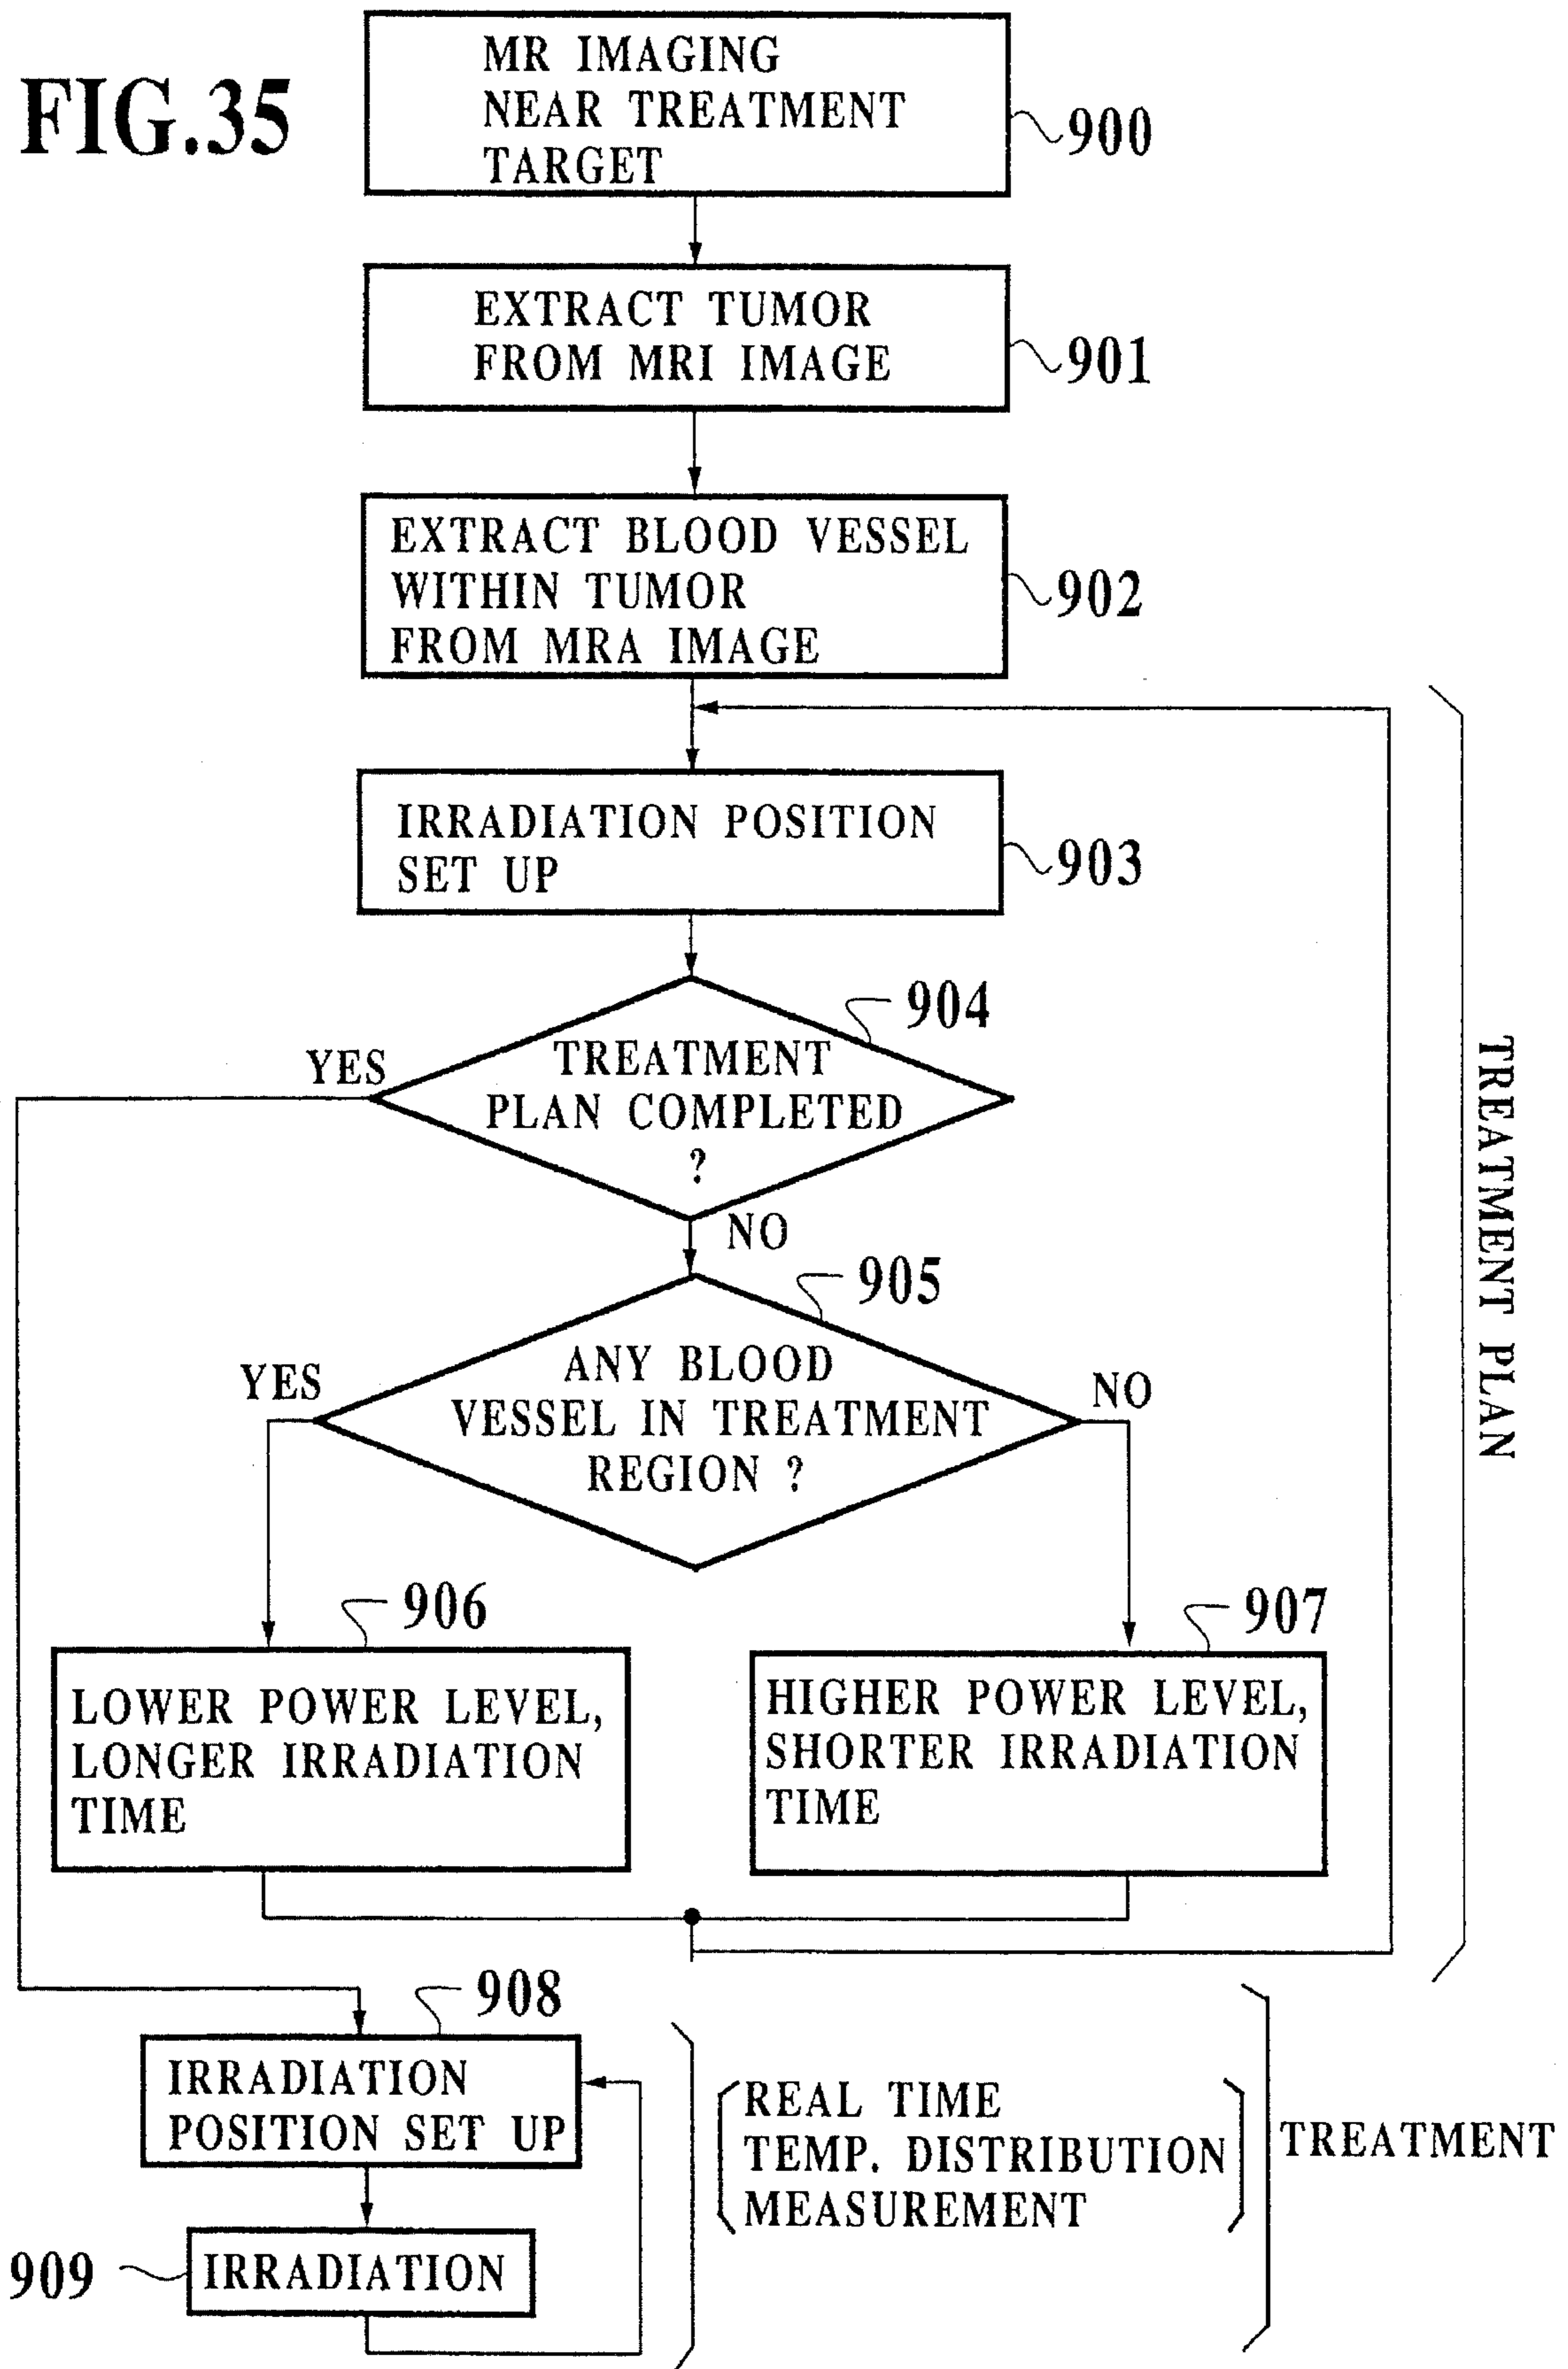 FIG.35
MR IMAGING
NEAR TREATMENT
TARGET
900
EXTRACT TUMOR
FROM MRI IMAGE
901
EXTRACT BLOOD VESSEL
WITHIN TUMOR
FROM MRA IMAGE
902
IRRADIATION POSITION
SET UP
903
904
YES
TREATMENT
PLAN COMPLETED
?
NO
905
YES
ANY BLOOD
VESSEL IN TREATMENT
REGION ?
NO
TREATMENT PLAN
906
LOWER POWER LEVEL,
LONGER IRRADIATION
TIME
907
HIGHER POWER LEVEL,
SHORTER IRRADIATION
TIME
908
IRRADIATION
POSITION SET UP
909
IRRADIATION
REAL TIME
TEMP. DISTRIBUTION
MEASUREMENT
TREATMENT